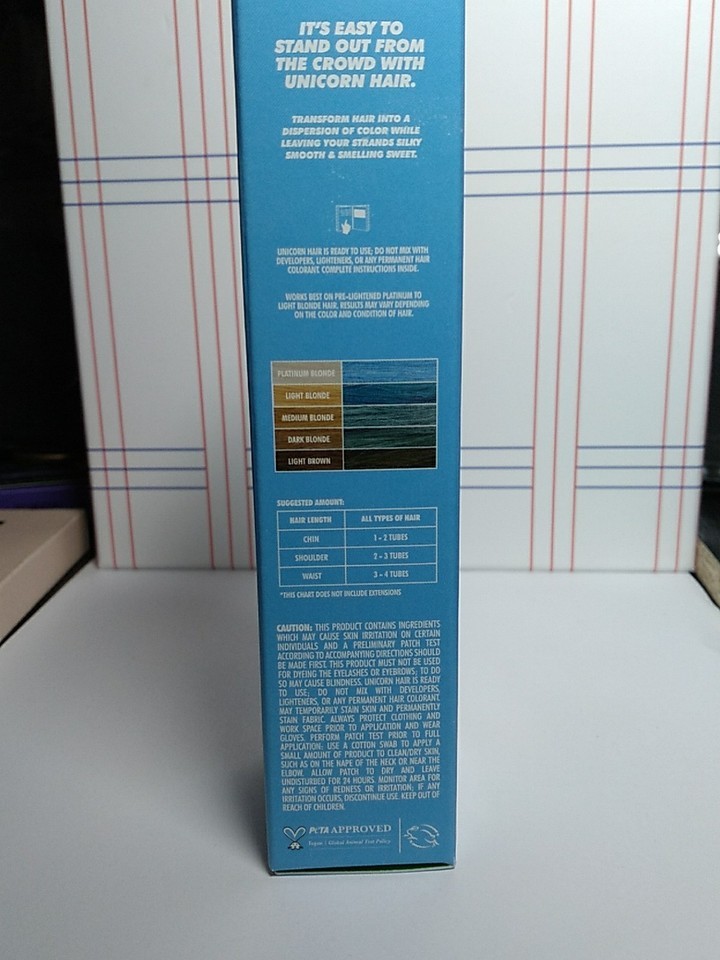 IT'S EASY TO
STAND OUT FROM
THE CROWD WITH
UNICORN HAIR.
TRANSFORM HAIR INTO A
DISPERSION OF COLOR WHILE
LEAVING YOUR STRANDS SILKY
SMOOTH & SMELLING SWEET.
UNICORN HAIR IS READY TO USE; DO NOT MIX WITH
DEVELOPERS, LIGHTENERS, OR ANY PERMANENT HAIR
COLORANT. COMPLETE INSTRUCTIONS INSIDE.
WORKS BEST ON PRE-LIGHTENED PLATINUM TO
LIGHT BLONDE HAIR. RESULTS MAY VARY DEPENDING
ON THE COLOR AND CONDITION OF HAIR.
PLATINUM BLONDE
LIGHT BLONDE
MEDIUM BLONDE
DARK BLONDE
LIGHT BROWN
SUGGESTED AMOUNT:
HAIR LENGTH ALL TYPES OF HAIR
CHIN 1 - 2 TUBES
SHOULDER 2 - 3 TUBES
WAIST 3 - 4 TUBES
*THIS CHART DOES NOT INCLUDE EXTENSIONS
CAUTION: THIS PRODUCT CONTAINS INGREDIENTS
WHICH MAY CAUSE SKIN IRRITATION ON CERTAIN
INDIVIDUALS AND A PRELIMINARY PATCH TEST
ACCORDING TO ACCOMPANYING DIRECTIONS SHOULD
BE MADE FIRST. THIS PRODUCT MUST NOT BE USED
FOR DYEING THE EYELASHES OR EYEBROWS; TO DO
SO MAY CAUSE BLINDNESS. UNICORN HAIR IS READY
TO USE; DO NOT MIX WITH DEVELOPERS,
LIGHTENERS, OR ANY PERMANENT HAIR COLORANT.
MAY TEMPORARILY STAIN SKIN AND PERMANENTLY
STAIN FABRIC. ALWAYS PROTECT CLOTHING AND
WORK SPACE PRIOR TO APPLICATION AND WEAR
GLOVES. PERFORM PATCH TEST PRIOR TO FULL
APPLICATION: USE A COTTON SWAB TO APPLY A
SMALL AMOUNT OF PRODUCT TO CLEAN/DRY SKIN,
SUCH AS ON THE NAPE OF THE NECK OR NEAR THE
ELBOW. ALLOW PATCH TO DRY AND LEAVE
UNDISTURBED FOR 24 HOURS. MONITOR AREA FOR
ANY SIGNS OF REDNESS OR IRRITATION; IF ANY
IRRITATION OCCURS, DISCONTINUE USE. KEEP OUT OF
REACH OF CHILDREN.
PETA APPROVED
Vegan | Global Animal Test Policy